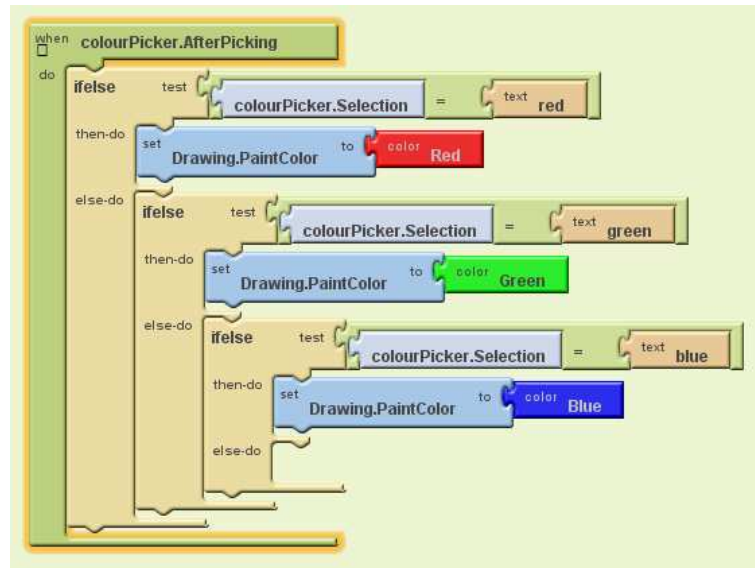 when colourPicker.AfterPicking
do
ifelse test colourPicker.Selection = text red
then-do set Drawing.PaintColor to color Red
else-do ifelse test colourPicker.Selection = text green
then-do set Drawing.PaintColor to color Green
else-do ifelse test colourPicker.Selection = text blue
then-do set Drawing.PaintColor to color Blue
else-do